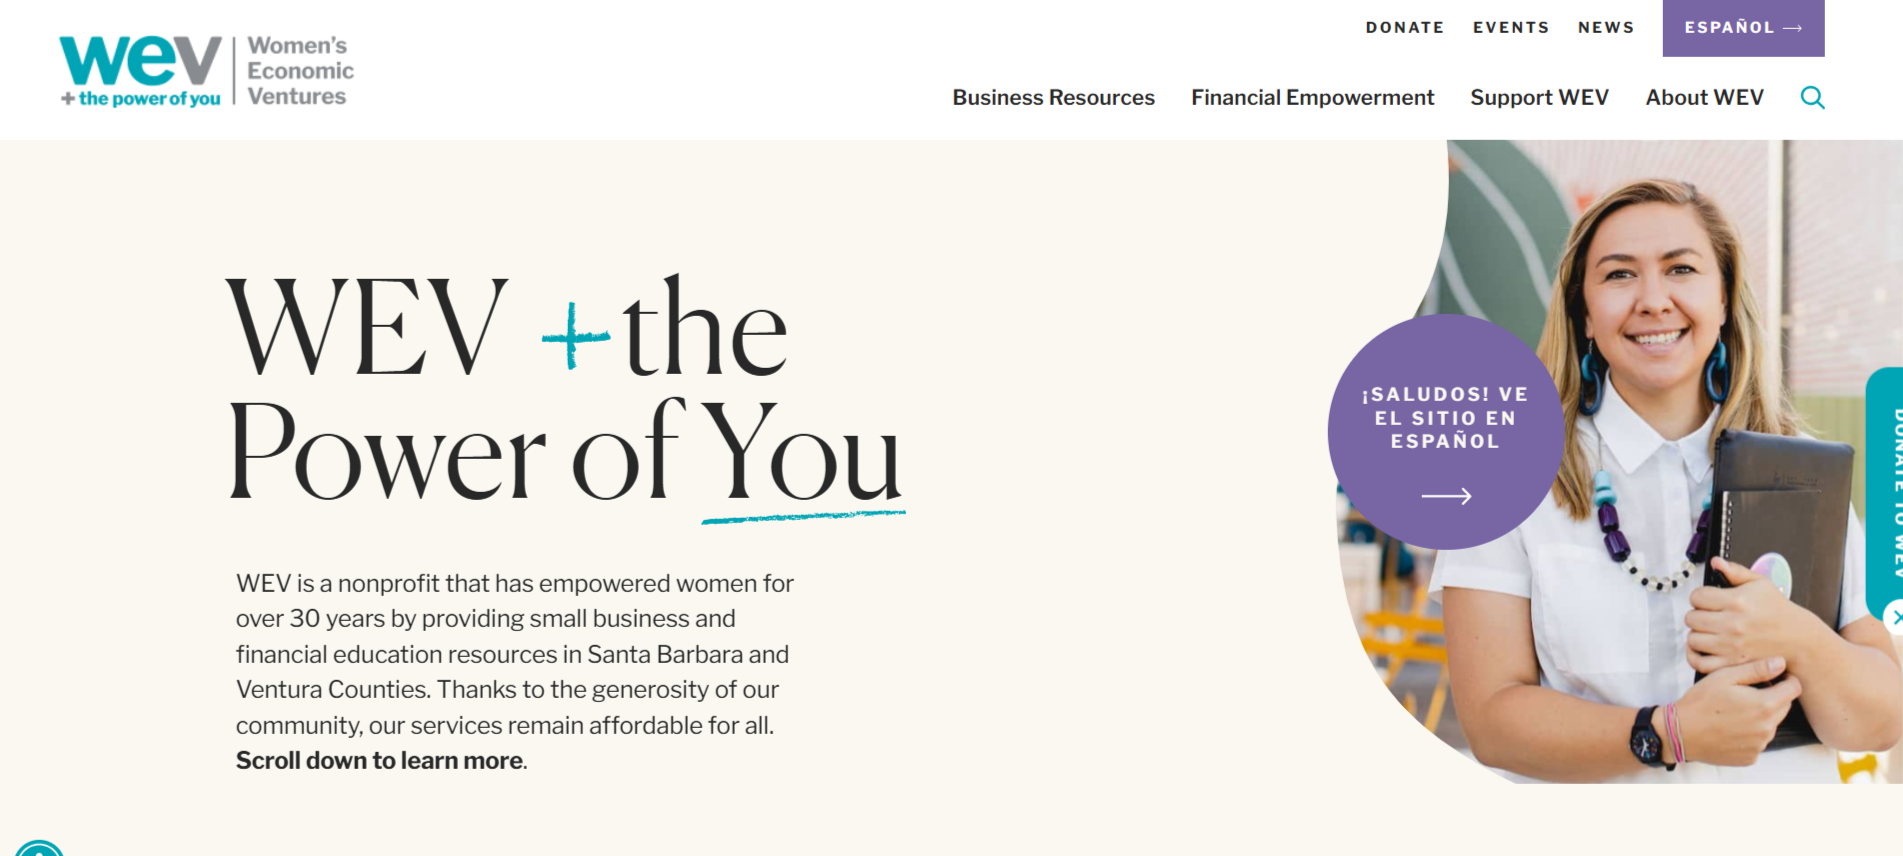 DONATE EVENTS NEWS ESPAÑOL →
wev
+ the power of you
Women's
Economic
Ventures
Business Resources Financial Empowerment Support WEV About WEV
WEV + the
Power of You
¡SALUDOS! VE
EL SITIO EN
ESPAÑOL
→
WEV is a nonprofit that has empowered women for
over 30 years by providing small business and
financial education resources in Santa Barbara and
Ventura Counties. Thanks to the generosity of our
community, our services remain affordable for all.
Scroll down to learn more.
DONATE TO WEV